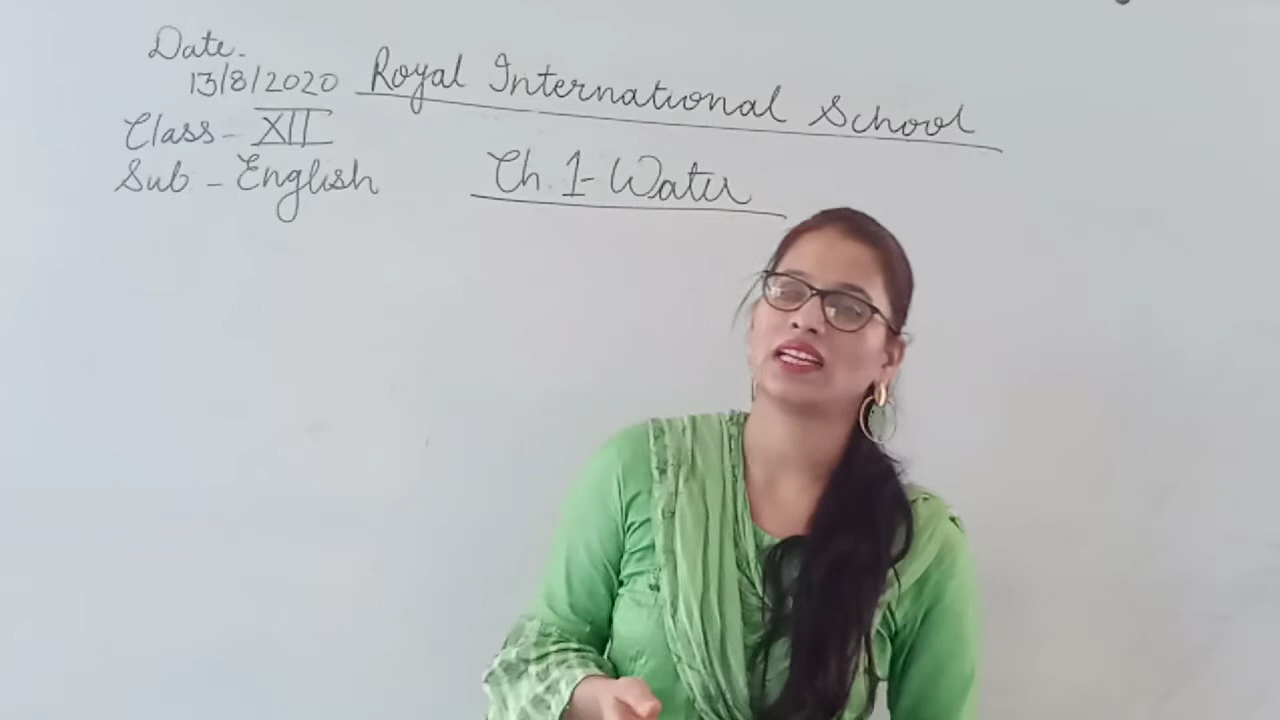 Date-
13/8/2020
Royal International School
Class - XII
Sub - English
Ch. 1 - Water